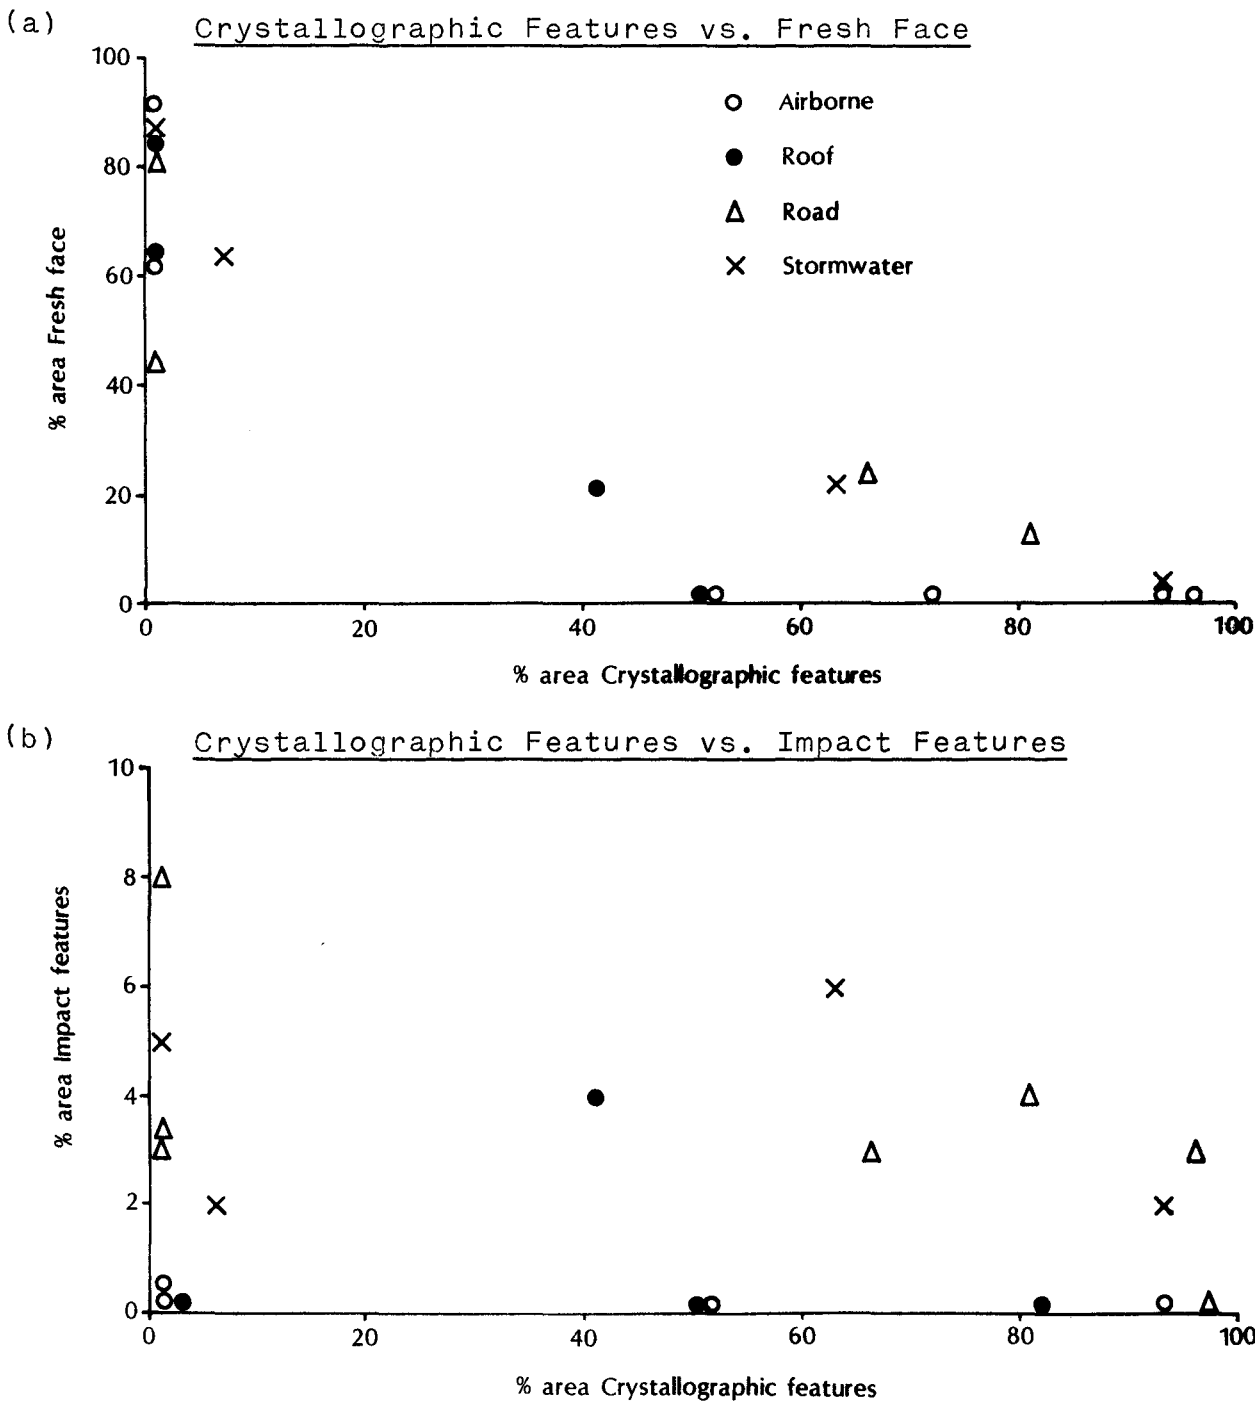 (a)
Crystallographic Features vs. Fresh Face
100
80
60
40
20
0
% area Fresh face
Airborne
Roof
Road
Stormwater
0 20 40 60 80 100
% area Crystallographic features
(b)
Crystallographic Features vs. Impact Features
10
8
6
4
2
0
% area Impact features
0 20 40 60 80 100
% area Crystallographic features